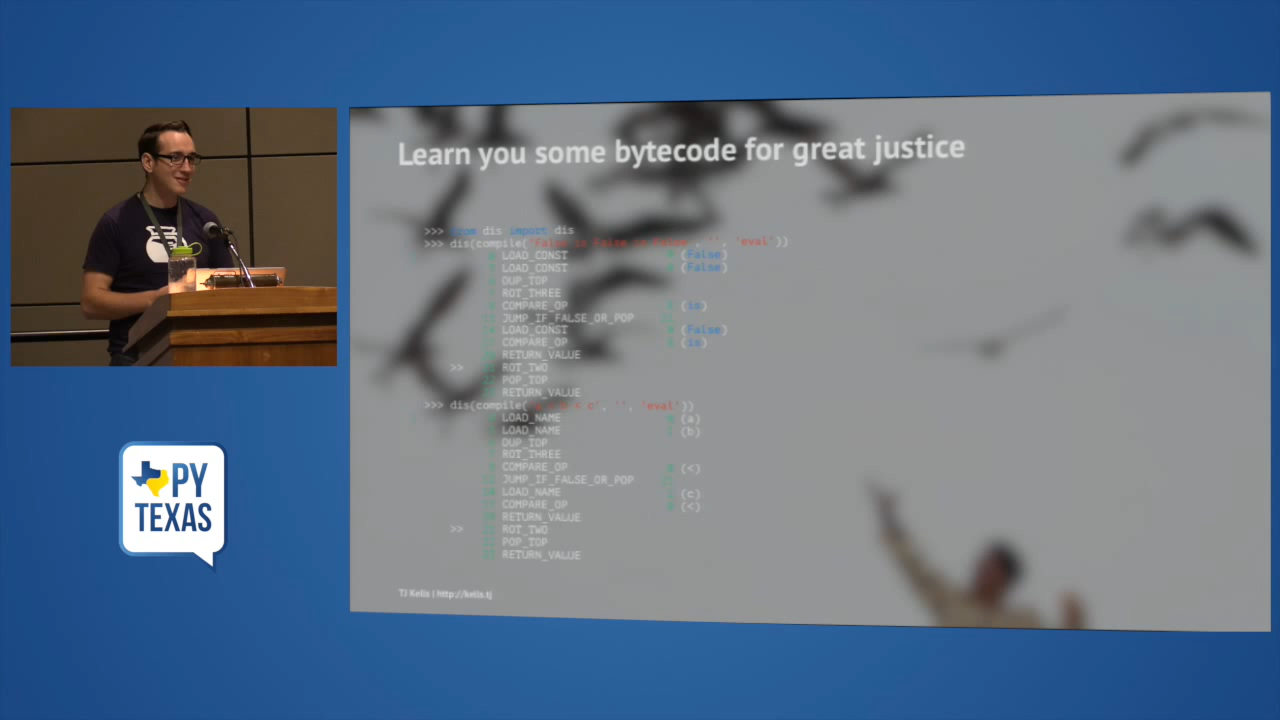 Learn you some bytecode for great justice
>>> from dis import dis
>>> dis(compile('False is False is False', '', 'eval'))
LOAD_CONST (False)
LOAD_CONST (False)
DUP_TOP
ROT_THREE
COMPARE_OP (is)
JUMP_IF_FALSE_OR_POP
LOAD_CONST (False)
COMPARE_OP (is)
RETURN_VALUE
>> ROT_TWO
POP_TOP
RETURN_VALUE
>>> dis(compile( < c', '', 'eval'))
LOAD_NAME (a)
LOAD_NAME (b)
DUP_TOP
ROT_THREE
COMPARE_OP (<)
JUMP_IF_FALSE_OR_POP
LOAD_NAME (c)
COMPARE_OP (<)
RETURN_VALUE
>> ROT_TWO
POP_TOP
RETURN_VALUE
TJ Kells | http://kells.tj
PY
TEXAS